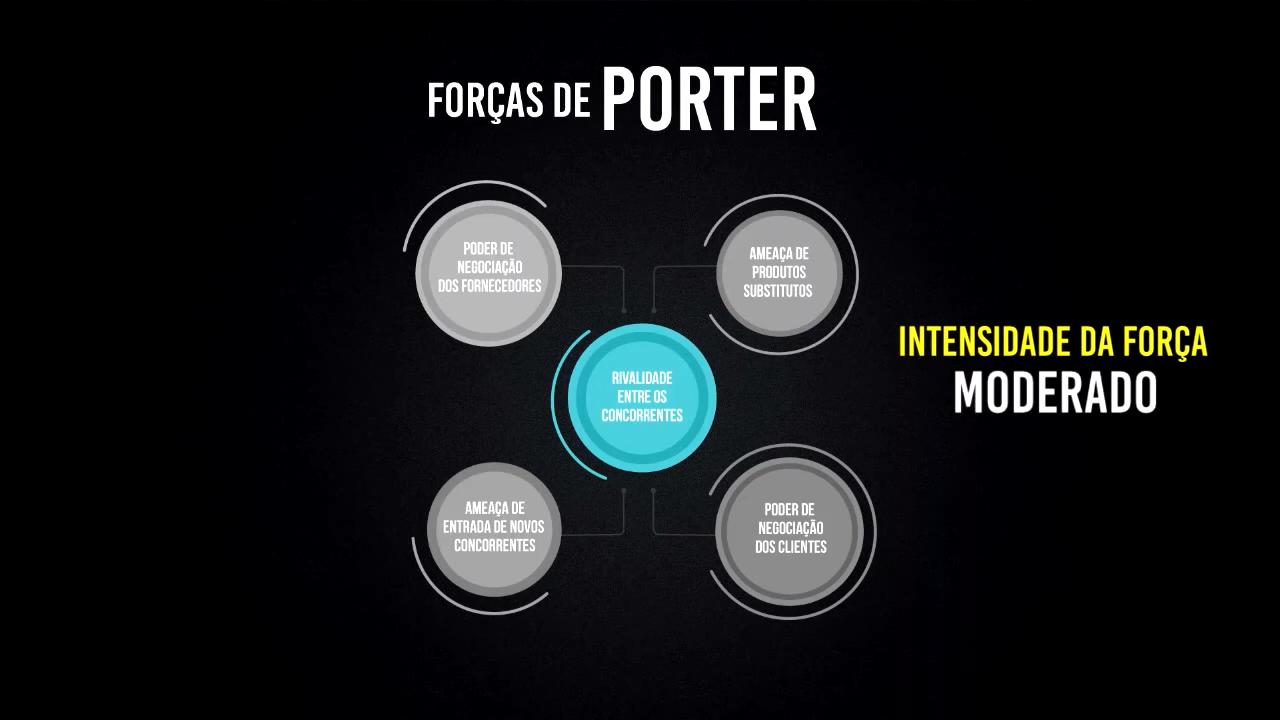 FORÇAS DE PORTER
PODER DE
NEGOCIAÇÃO
DOS FORNECEDORES
AMEAÇA DE
PRODUTOS
SUBSTITUTOS
RIVALIDADE
ENTRE OS
CONCORRENTES
INTENSIDADE DA FORÇA
MODERADO
AMEAÇA DE
ENTRADA DE NOVOS
CONCORRENTES
PODER DE
NEGOCIAÇÃO
DOS CLIENTES